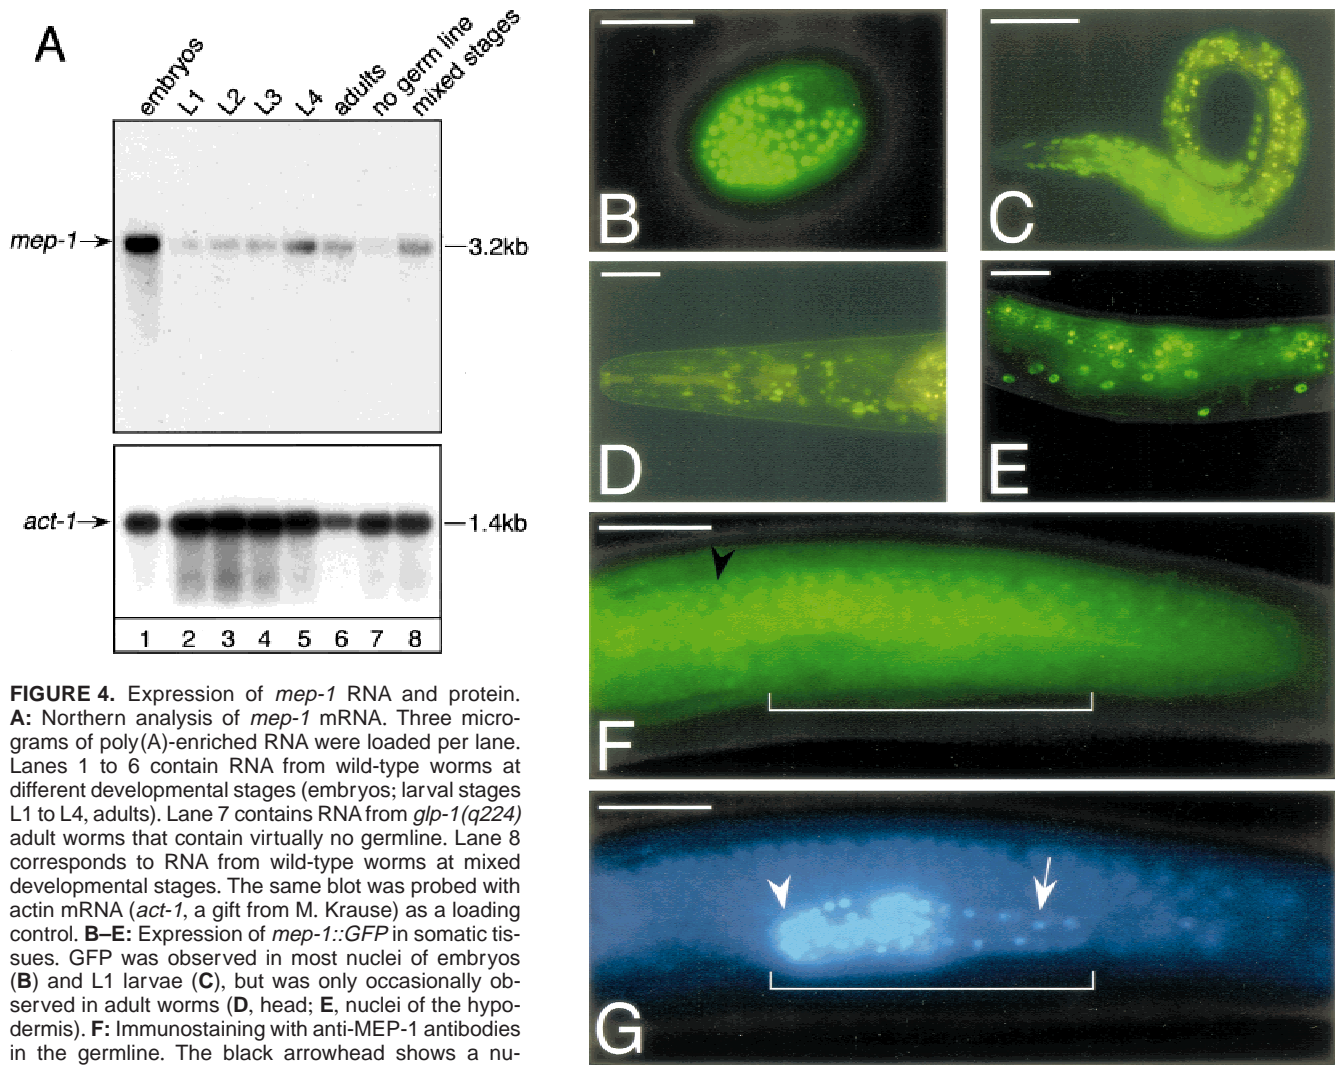 A
embryos
L1
L2
L3
L4
adults
no germ line
mixed stages
mep-1
3.2kb
act-1
1.4kb
1 2 3 4 5 6 7 8
FIGURE 4. Expression of mep-1 RNA and protein.
A: Northern analysis of mep-1 mRNA. Three micro-
grams of poly(A)-enriched RNA were loaded per lane.
Lanes 1 to 6 contain RNA from wild-type worms at
different developmental stages (embryos; larval stages
L1 to L4, adults). Lane 7 contains RNA from glp-1(q224)
adult worms that contain virtually no germline. Lane 8
corresponds to RNA from wild-type worms at mixed
developmental stages. The same blot was probed with
actin mRNA (act-1, a gift from M. Krause) as a loading
control. B–E: Expression of mep-1::GFP in somatic tis-
sues. GFP was observed in most nuclei of embryos
(B) and L1 larvae (C), but was only occasionally ob-
served in adult worms (D, head; E, nuclei of the hypo-
dermis). F: Immunostaining with anti-MEP-1 antibodies
in the germline. The black arrowhead shows a nu-
B
C
D
E
F
G